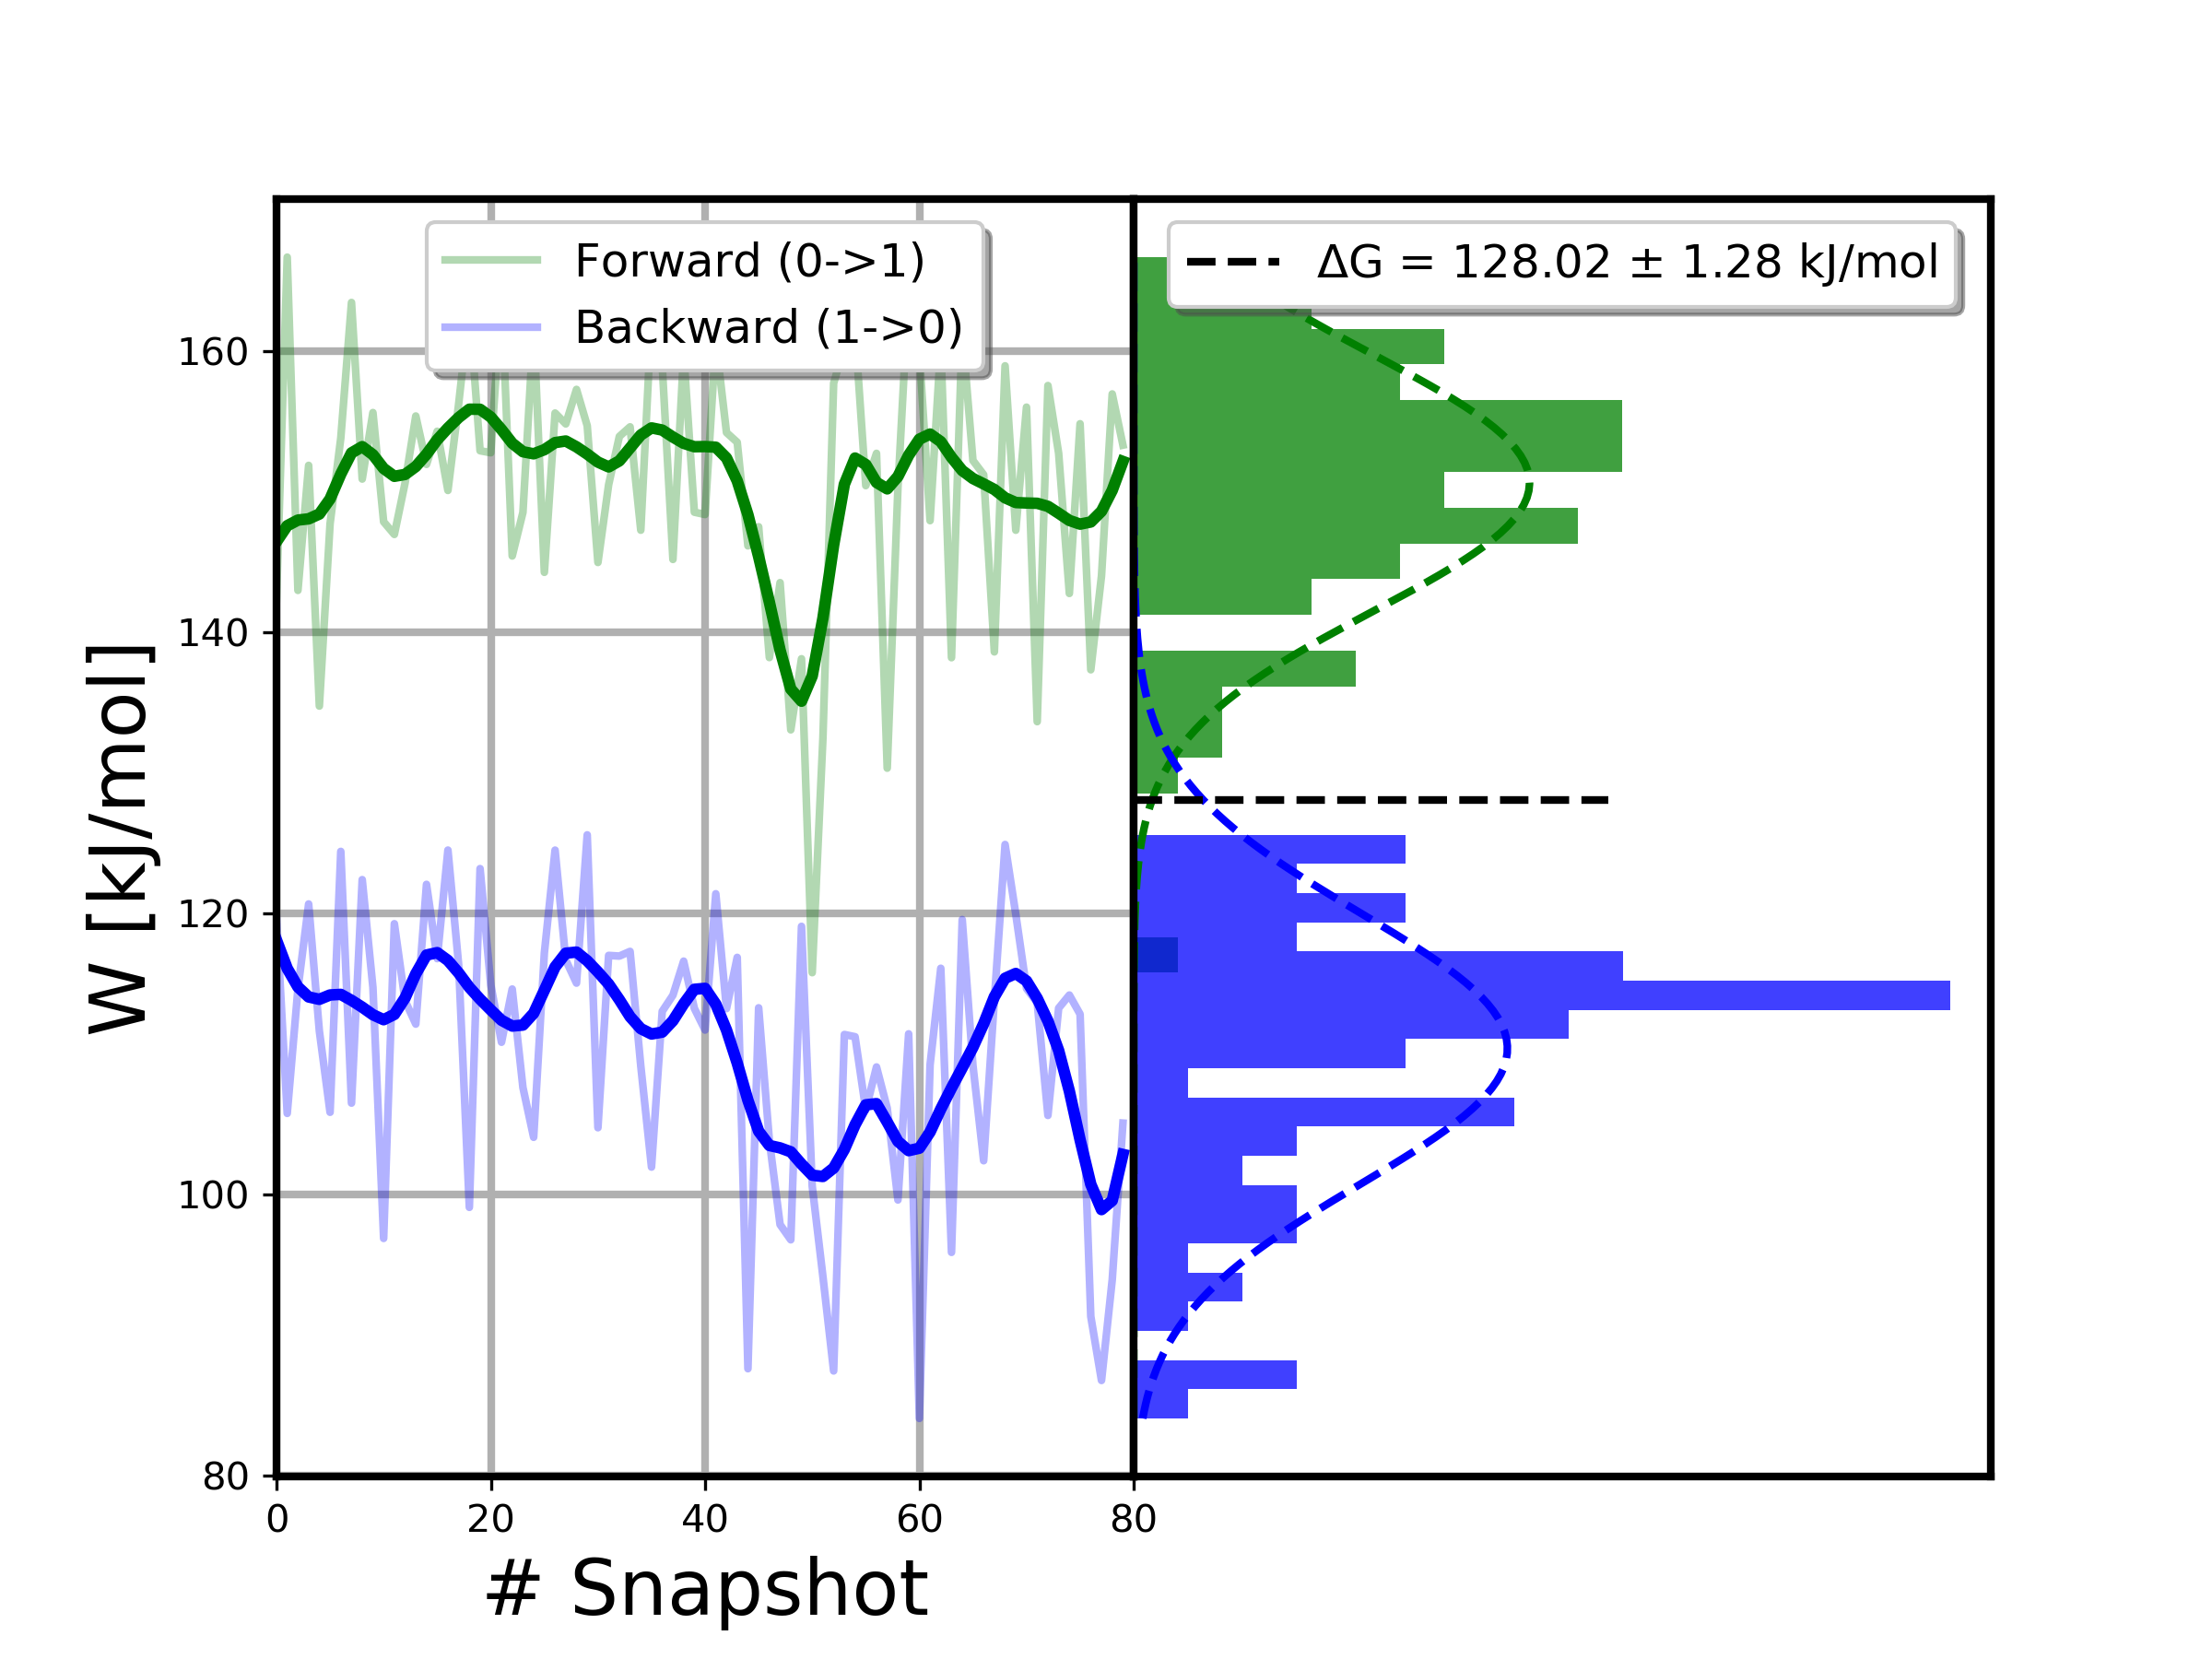 Forward (0->1)
Backward (1->0)
ΔG = 128.02 ± 1.28 kJ/mol
W [kJ/mol]
160
140
120
100
80
0 20 40 60 80
# Snapshot